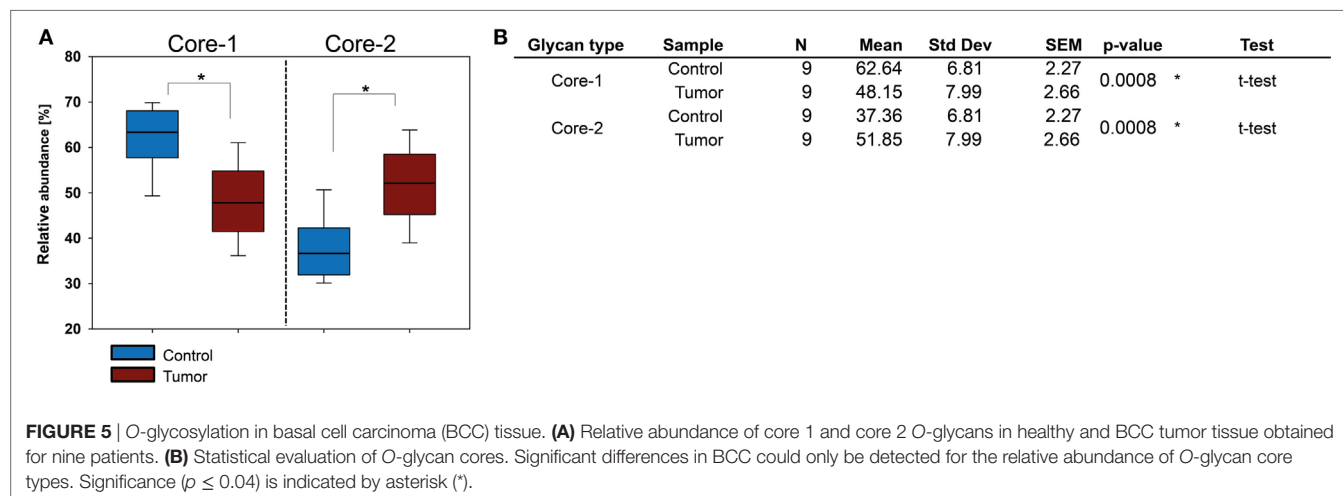 A
Core-1 Core-2
80
70
60
50
40
30
20
Relative abundance [%]
* *
Control
Tumor
B
Glycan type Sample N Mean Std Dev SEM p-value Test
Core-1 Control 9 62.64 6.81 2.27 0.0008 * t-test
Tumor 9 48.15 7.99 2.66
Core-2 Control 9 37.36 6.81 2.27 0.0008 * t-test
Tumor 9 51.85 7.99 2.66
FIGURE 5 | O-glycosylation in basal cell carcinoma (BCC) tissue. (A) Relative abundance of core 1 and core 2 O-glycans in healthy and BCC tumor tissue obtained
for nine patients. (B) Statistical evaluation of O-glycan cores. Significant differences in BCC could only be detected for the relative abundance of O-glycan core
types. Significance (p ≤ 0.04) is indicated by asterisk (*).